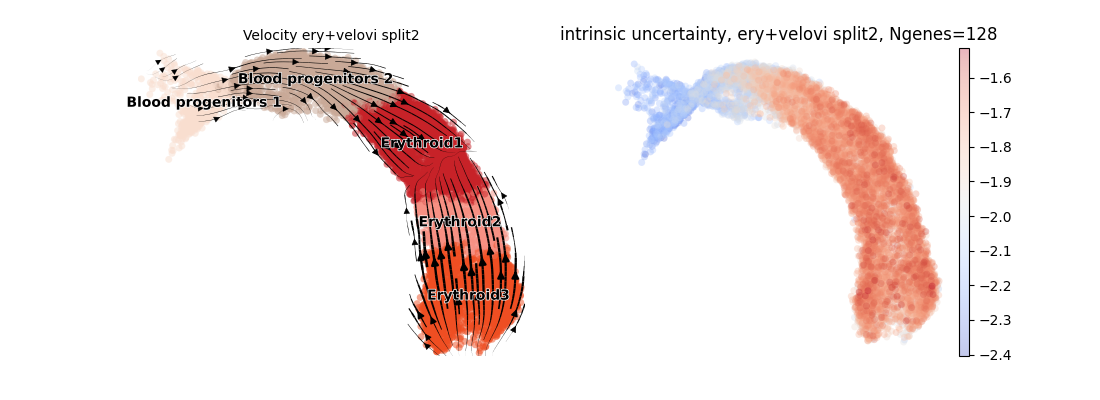 Velocity ery+velovi split2
Blood progenitors 2
Blood progenitors 1
Erythroid1
Erythroid2
Erythroid3
intrinsic uncertainty, ery+velovi split2, Ngenes=128
−1.6
−1.7
−1.8
−1.9
−2.0
−2.1
−2.2
−2.3
−2.4